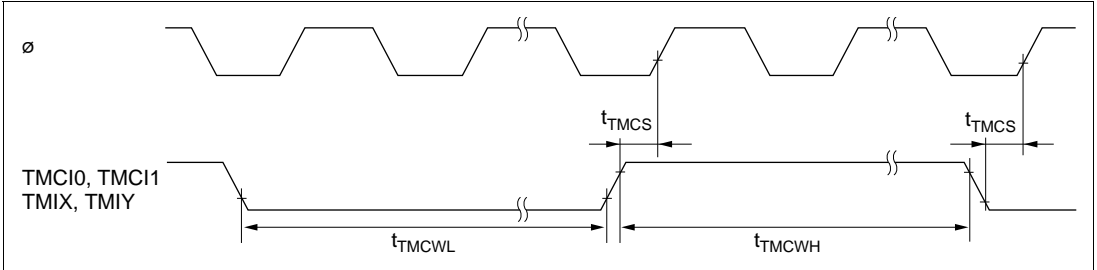 ø
tTMCS
tTMCS
TMCI0, TMCI1
TMIX, TMIY
tTMCWL
tTMCWH